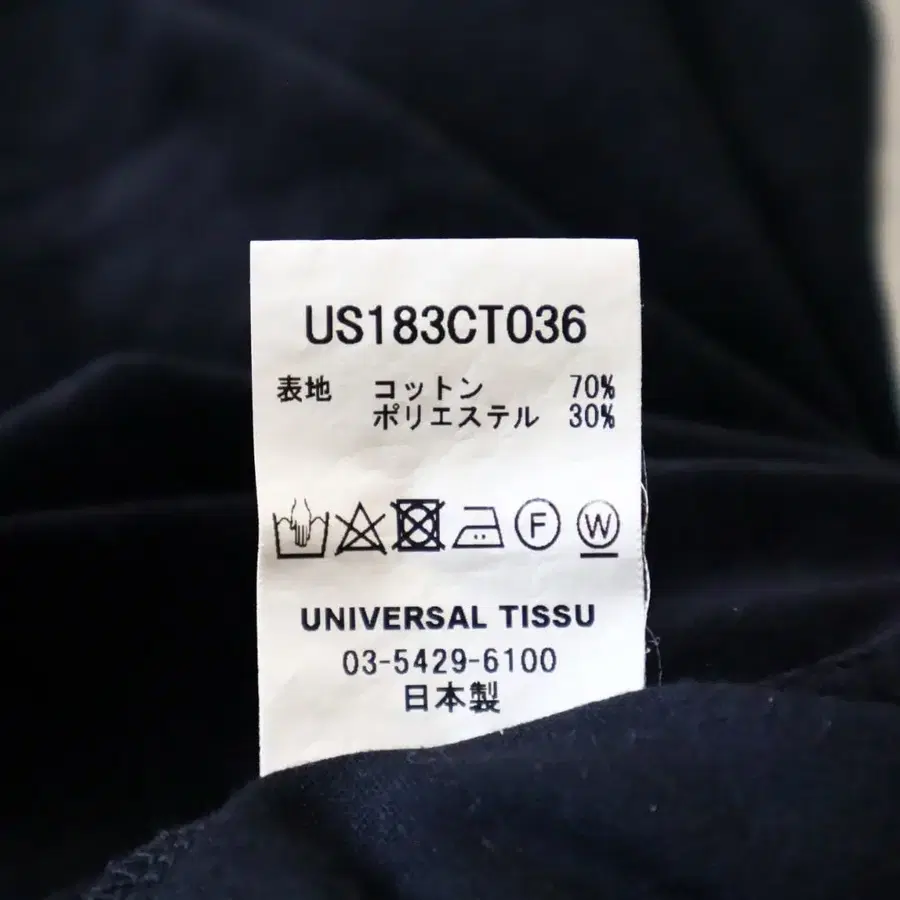 US183CT036
表地 コットン 70%
ポリエステル 30%
F W
UNIVERSAL TISSU
03-5429-6100
日本製